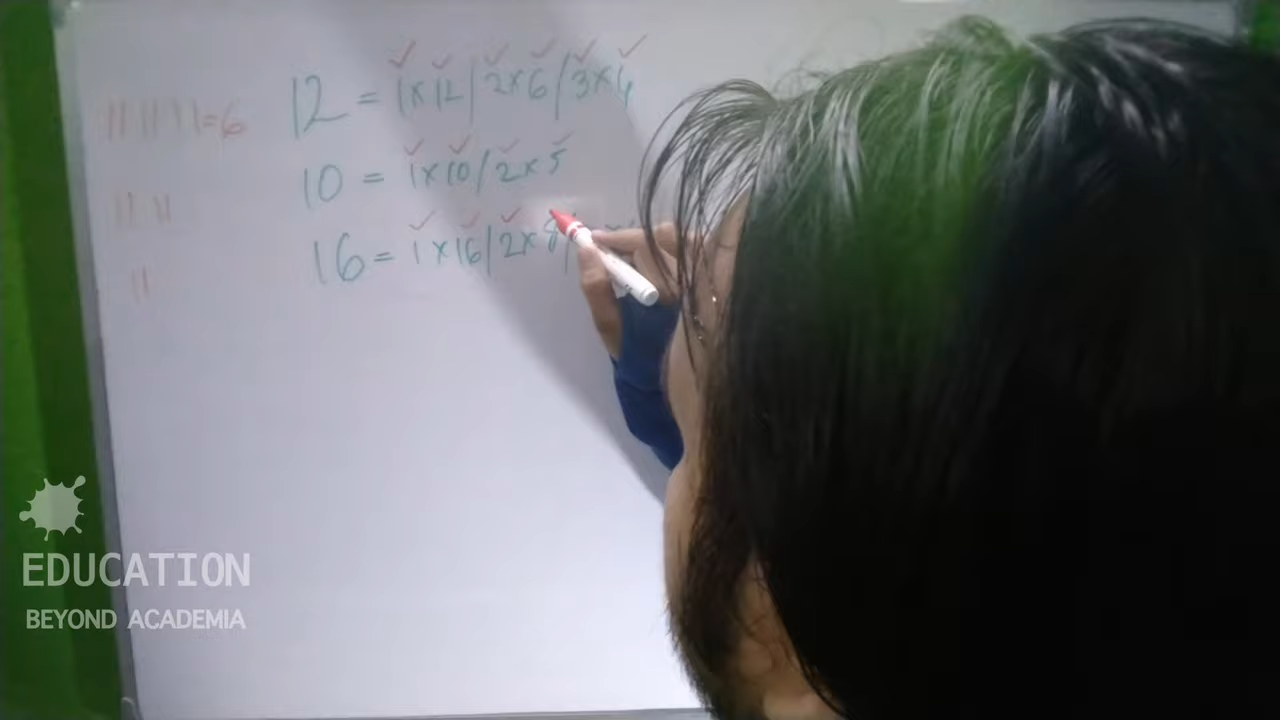 12 = 1x12/2x6/3x4
||||||=6
10 = 1x10/2x5
||||
16 = 1x16/2x8/
||
EDUCATION
BEYOND ACADEMIA